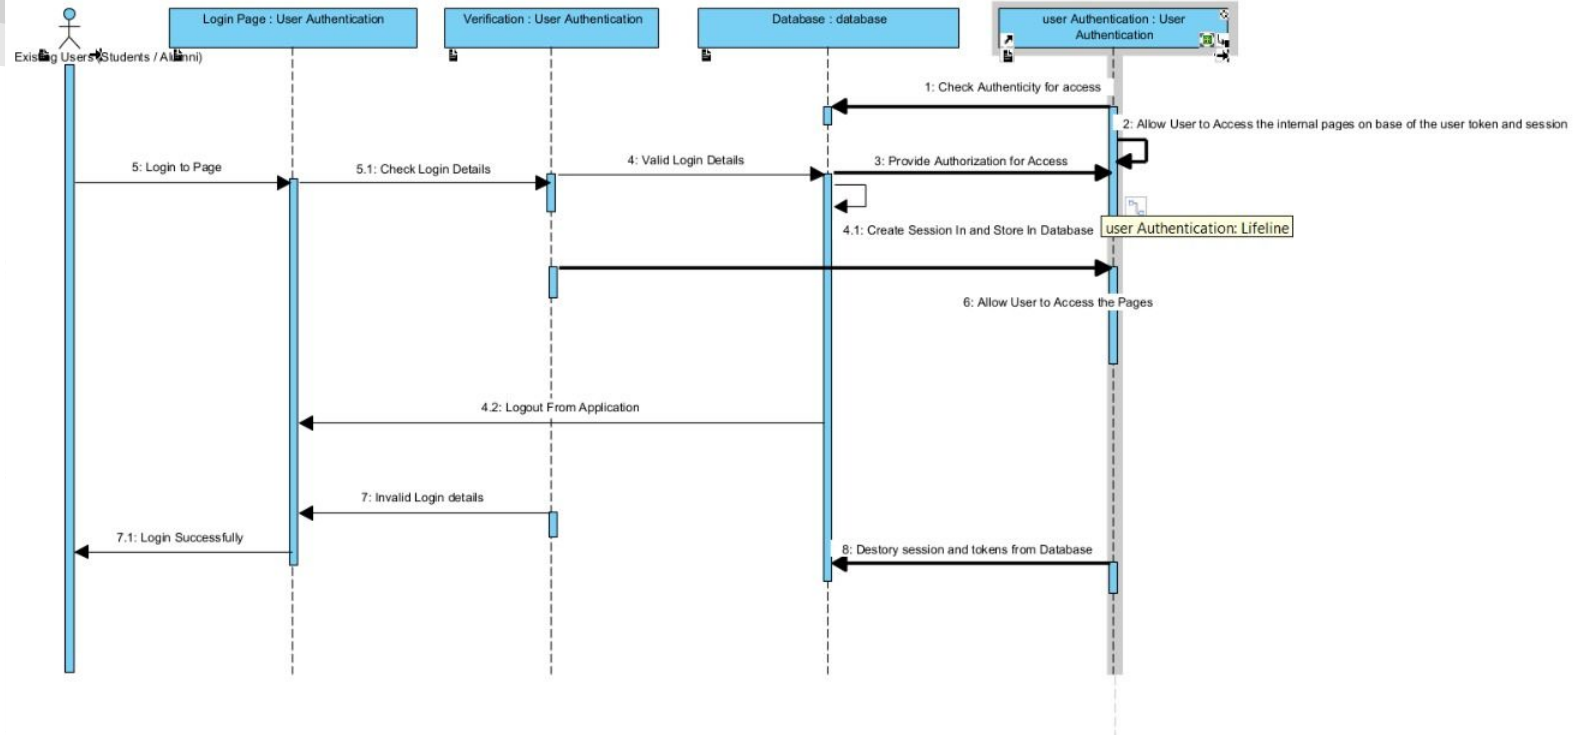 Login Page : User Authentication
Verification : User Authentication
Database : database
user Authentication : User
Authentication
Existing Users (Students / Alumni)
1: Check Authenticity for access
2: Allow User to Access the internal pages on base of the user token and session
5: Login to Page
5.1: Check Login Details
4: Valid Login Details
3: Provide Authorization for Access
4.1: Create Session In and Store In Database
user Authentication: Lifeline
6: Allow User to Access the Pages
4.2: Logout From Application
7: Invalid Login details
7.1: Login Successfully
8: Destory session and tokens from Database